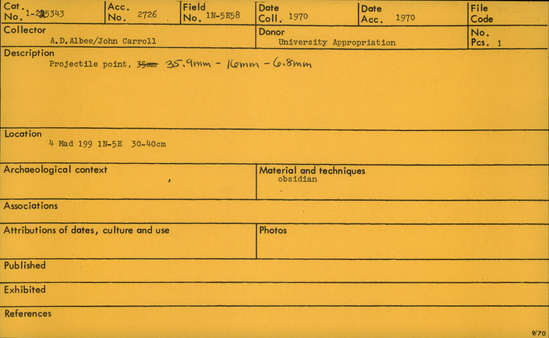 Cat. No. 1-225343 Acc. No. 2726 Field No. 1N-5E58 Date Coll. 1970 Date Acc. 1970 File Code
Collector Donor No. Pcs. 1
A.D.Albee/John Carroll University Appropriation
Description
Projectile point, 35mm 35.9mm - 16mm - 6.8mm
Location
4 Mad 199 1N-5E 30-40cm
Archaeological context Material and techniques
obsidian
Associations
Attributions of dates, culture and use Photos
Published
Exhibited
References
8/70